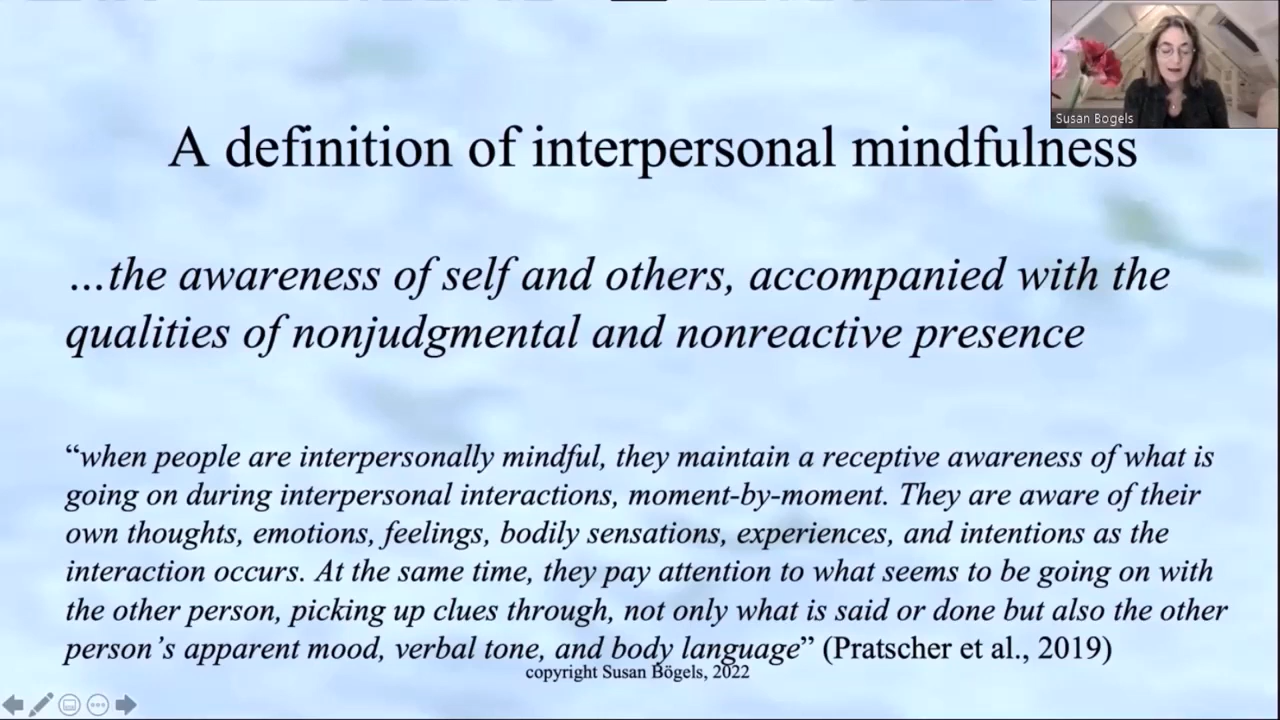 Susan Bogels
A definition of interpersonal mindfulness
...the awareness of self and others, accompanied with the
qualities of nonjudgmental and nonreactive presence
“when people are interpersonally mindful, they maintain a receptive awareness of what is
going on during interpersonal interactions, moment-by-moment. They are aware of their
own thoughts, emotions, feelings, bodily sensations, experiences, and intentions as the
interaction occurs. At the same time, they pay attention to what seems to be going on with
the other person, picking up clues through, not only what is said or done but also the other
person’s apparent mood, verbal tone, and body language” (Pratscher et al., 2019)
copyright Susan Bögels, 2022